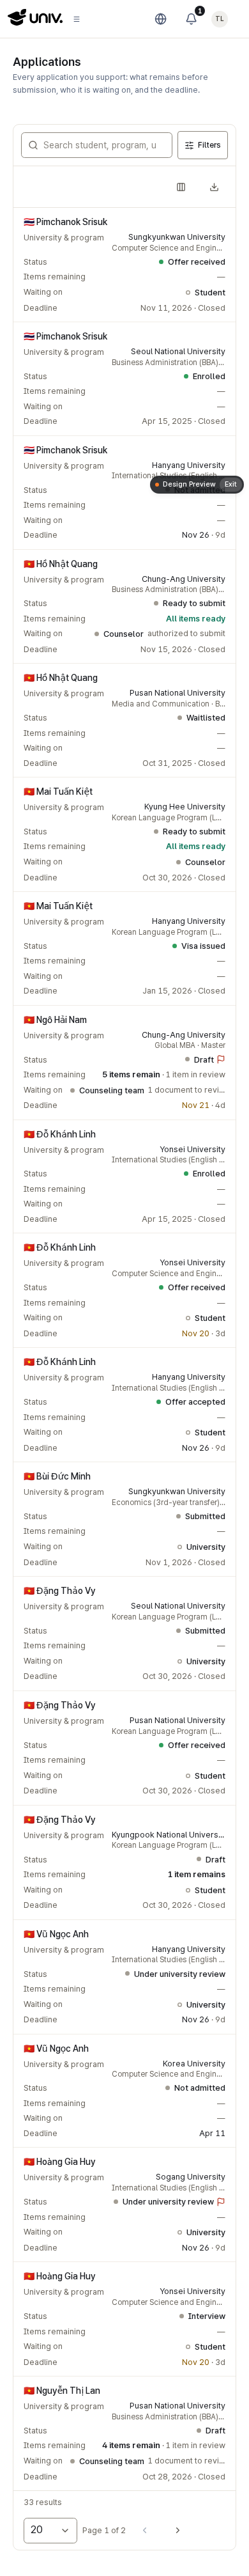 UNIV.
1
TL
Applications
Every application you support: what remains before
submission, who it is waiting on, and the deadline.
Search student, program, u
Filters
Pimchanok Srisuk
University & program Sungkyunkwan University
Computer Science and Engin...
Status Offer received
Items remaining —
Waiting on Student
Deadline Nov 11, 2026 · Closed
Pimchanok Srisuk
University & program Seoul National University
Business Administration (BBA)...
Status Enrolled
Items remaining —
Waiting on —
Deadline Apr 15, 2025 · Closed
Pimchanok Srisuk
University & program Hanyang University
International Studies (English ...
Status
Design Preview Exit
Items remaining —
Waiting on —
Deadline Nov 26 · 9d
Hồ Nhật Quang
University & program Chung-Ang University
Business Administration (BBA)...
Status Ready to submit
Items remaining All items ready
Waiting on Counselor authorized to submit
Deadline Nov 15, 2026 · Closed
Hồ Nhật Quang
University & program Pusan National University
Media and Communication · B...
Status Waitlisted
Items remaining —
Waiting on —
Deadline Oct 31, 2025 · Closed
Mai Tuấn Kiệt
University & program Kyung Hee University
Korean Language Program (L...
Status Ready to submit
Items remaining All items ready
Waiting on Counselor
Deadline Oct 30, 2026 · Closed
Mai Tuấn Kiệt
University & program Hanyang University
Korean Language Program (L...
Status Visa issued
Items remaining —
Waiting on —
Deadline Jan 15, 2026 · Closed
Ngô Hải Nam
University & program Chung-Ang University
Global MBA · Master
Status Draft
Items remaining 5 items remain · 1 item in review
Waiting on Counseling team 1 document to revi...
Deadline Nov 21 · 4d
Đỗ Khánh Linh
University & program Yonsei University
International Studies (English ...
Status Enrolled
Items remaining —
Waiting on —
Deadline Apr 15, 2025 · Closed
Đỗ Khánh Linh
University & program Yonsei University
Computer Science and Engin...
Status Offer received
Items remaining —
Waiting on Student
Deadline Nov 20 · 3d
Đỗ Khánh Linh
University & program Hanyang University
International Studies (English ...
Status Offer accepted
Items remaining —
Waiting on Student
Deadline Nov 26 · 9d
Bùi Đức Minh
University & program Sungkyunkwan University
Economics (3rd-year transfer)...
Status Submitted
Items remaining —
Waiting on University
Deadline Nov 1, 2026 · Closed
Đặng Thảo Vy
University & program Seoul National University
Korean Language Program (L...
Status Submitted
Items remaining —
Waiting on University
Deadline Oct 30, 2026 · Closed
Đặng Thảo Vy
University & program Pusan National University
Korean Language Program (L...
Status Offer received
Items remaining —
Waiting on Student
Deadline Oct 30, 2026 · Closed
Đặng Thảo Vy
University & program Kyungpook National Universi...
Korean Language Program (L...
Status Draft
Items remaining 1 item remains
Waiting on Student
Deadline Oct 30, 2026 · Closed
Vũ Ngọc Anh
University & program Hanyang University
International Studies (English ...
Status Under university review
Items remaining —
Waiting on University
Deadline Nov 26 · 9d
Vũ Ngọc Anh
University & program Korea University
Computer Science and Engin...
Status Not admitted
Items remaining —
Waiting on —
Deadline Apr 11
Hoàng Gia Huy
University & program Sogang University
International Studies (English ...
Status Under university review
Items remaining —
Waiting on University
Deadline Nov 26 · 9d
Hoàng Gia Huy
University & program Yonsei University
Computer Science and Engin...
Status Interview
Items remaining —
Waiting on Student
Deadline Nov 20 · 3d
Nguyễn Thị Lan
University & program Pusan National University
Business Administration (BBA)...
Status Draft
Items remaining 4 items remain · 1 item in review
Waiting on Counseling team 1 document to revi...
Deadline Oct 28, 2026 · Closed
33 results
20 Page 1 of 2